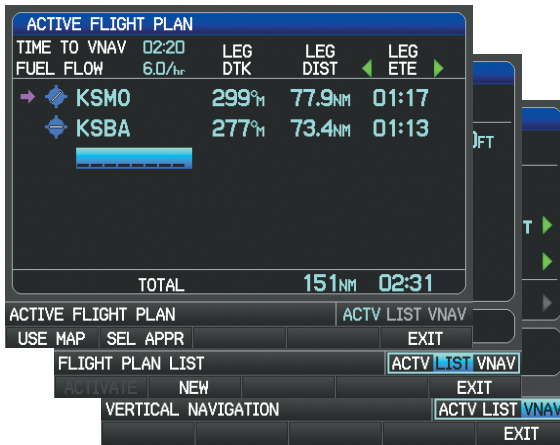 ACTIVE FLIGHT PLAN
TIME TO VNAV 02:20 LEG LEG LEG
FUEL FLOW 6.0/hr DTK DIST ETE
KSMO 299°M 77.9NM 01:17
KSBA 277°M 73.4NM 01:13
TOTAL 151NM 02:31
FT
T
ACTIVE FLIGHT PLAN ACTV LIST VNAV
USE MAP SEL APPR EXIT
FLIGHT PLAN LIST ACTV LIST VNAV
ACTIVATE NEW EXIT
VERTICAL NAVIGATION ACTV LIST VNAV
EXIT